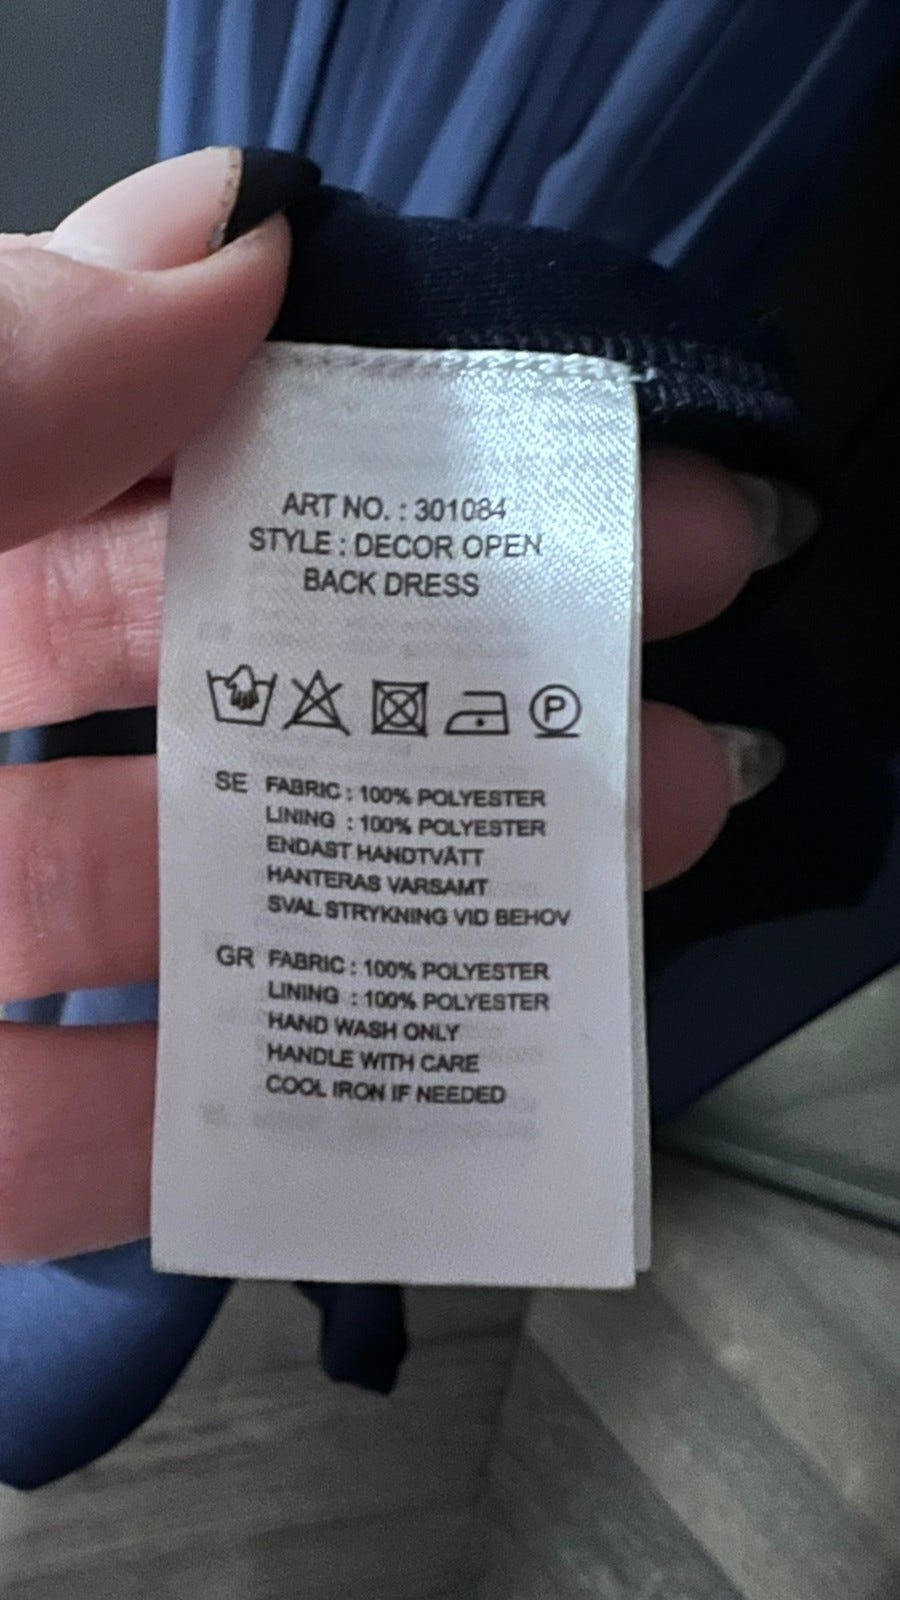 ART NO. : 301084
STYLE : DECOR OPEN
BACK DRESS
P
SE FABRIC : 100% POLYESTER
LINING : 100% POLYESTER
ENDAST HANDTVÄTT
HANTERAS VARSAMT
SVAL STRYKNING VID BEHOV
GR FABRIC : 100% POLYESTER
LINING : 100% POLYESTER
HAND WASH ONLY
HANDLE WITH CARE
COOL IRON IF NEEDED